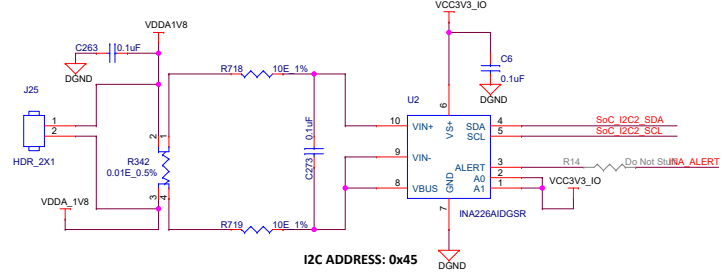 VCC3V3_IO
VDDA1V8
C263
0.1uF
DGND
C6
0.1uF
DGND
R718
10E_1%
J25
1
2
HDR_2X1
2
1
R342
0.01E_0.5%
3
4
0.1uF
C273
U2
6
10
VIN+
VS+
SDA
4
SoC_I2C2_SDA
SCL
5
SoC_I2C2_SCL
9
VIN-
ALERT
3
R14
Do Not Stuff
INA_ALERT
A0
2
VCC3V3_IO
8
VBUS
GND
A1
1
VDDA_1V8
R719
10E_1%
7
INA226AIDGSR
I2C ADDRESS: 0x45
DGND